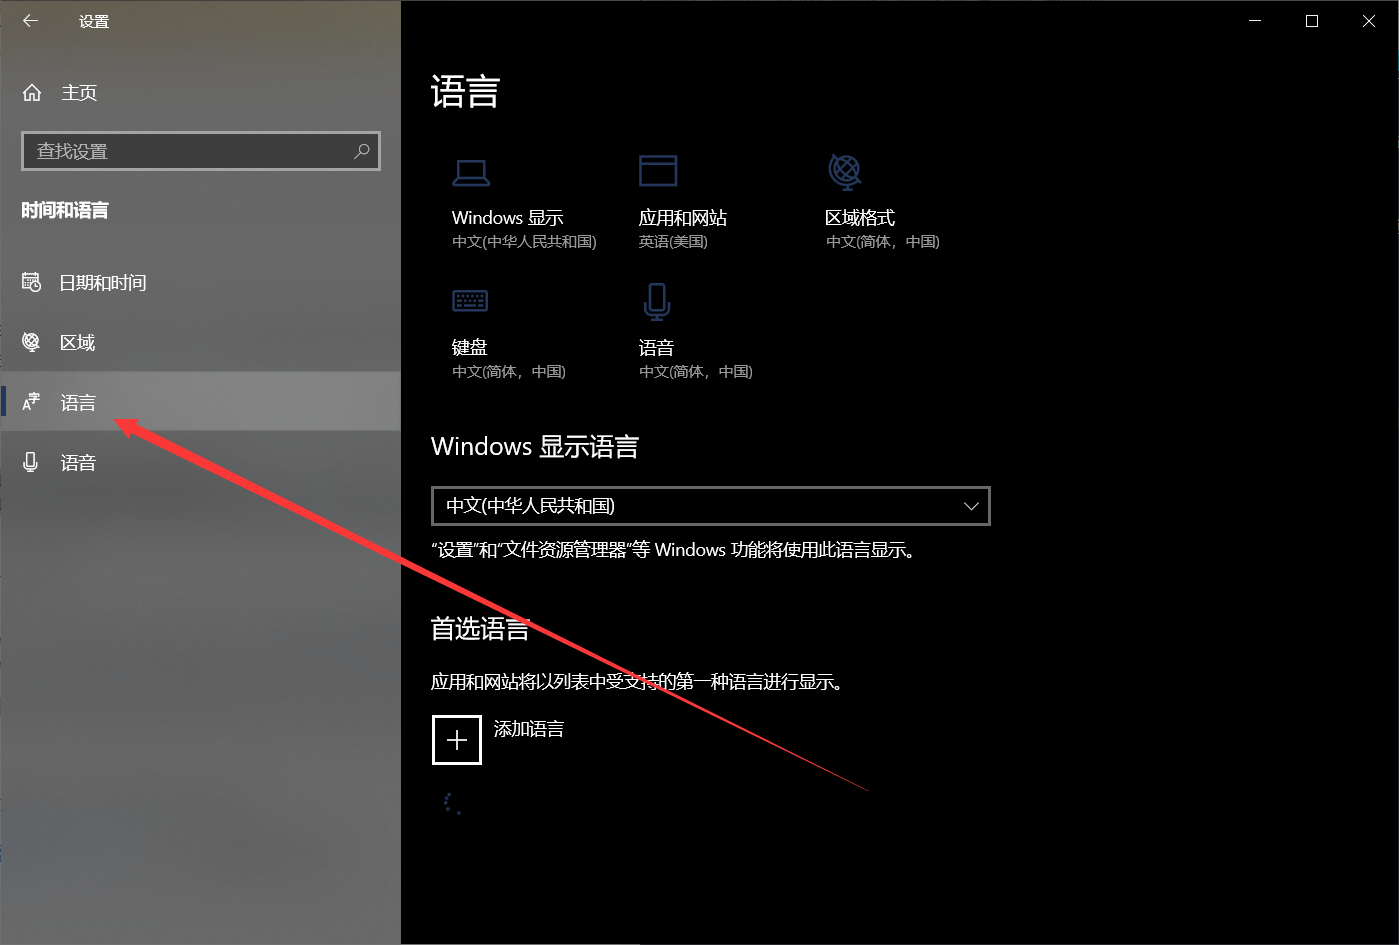 设置
主页
查找设置
时间和语言
日期和时间
区域
语言
语音
语言
Windows 显示
中文(中华人民共和国)
应用和网站
英语(美国)
区域格式
中文(简体，中国)
键盘
中文(简体，中国)
语音
中文(简体，中国)
Windows 显示语言
中文(中华人民共和国)
“设置”和“文件资源管理器”等 Windows 功能将使用此语言显示。
首选语言
应用和网站将以列表中受支持的第一种语言进行显示。
添加语言